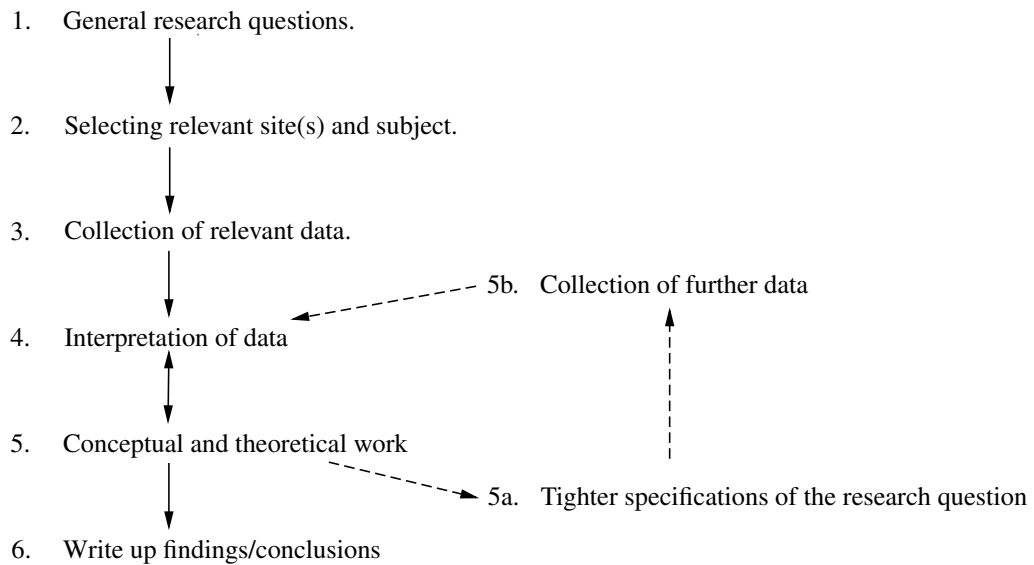 1. General research questions.
2. Selecting relevant site(s) and subject.
3. Collection of relevant data.
5b. Collection of further data
4. Interpretation of data
5. Conceptual and theoretical work
5a. Tighter specifications of the research question
6. Write up findings/conclusions